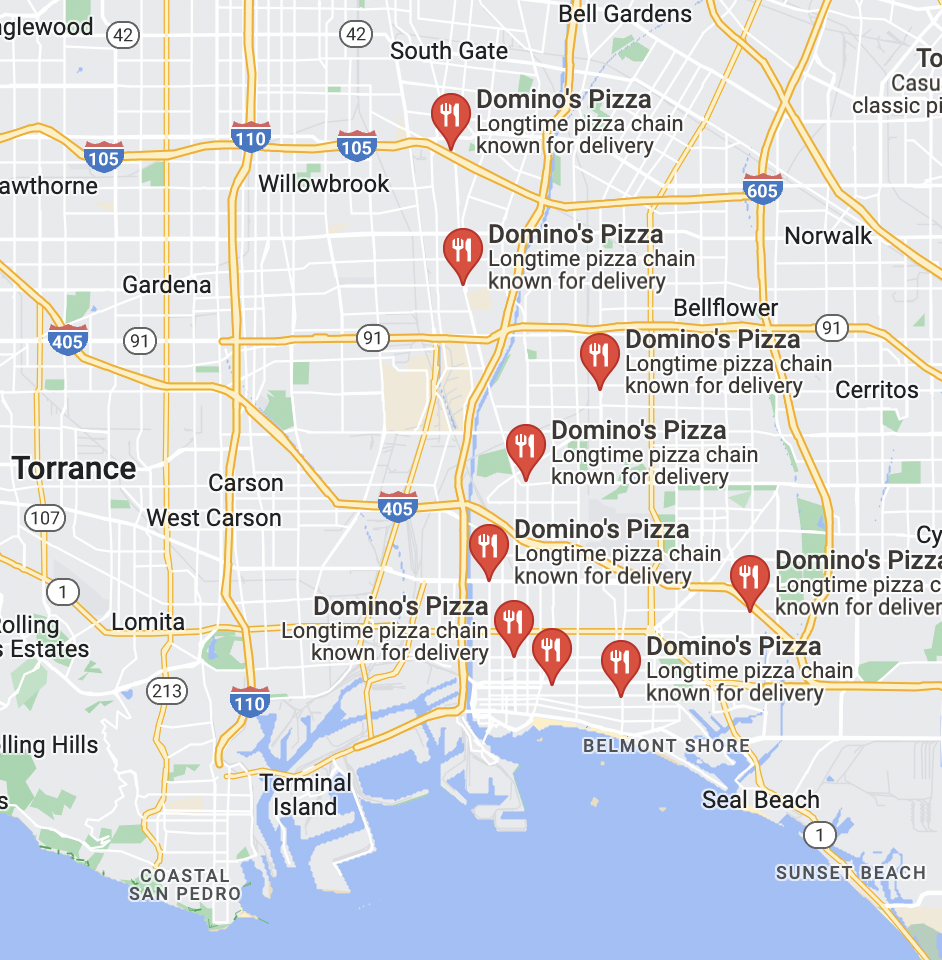 Bell Gardens
nglewood
42
42
South Gate
To
Casu
classic pi
Domino's Pizza
Longtime pizza chain
known for delivery
110
105
105
awthorne
Willowbrook
605
Norwalk
Domino's Pizza
Longtime pizza chain
known for delivery
Gardena
Bellflower
405
91
91
91
Domino's Pizza
Longtime pizza chain
known for delivery
Cerritos
Domino's Pizza
Longtime pizza chain
known for delivery
Torrance
Carson
405
107
West Carson
Domino's Pizza
Longtime pizza chain
known for delivery
Cy
Domino's Pizza
Longtime pizza c
known for deliver
1
Domino's Pizza
Longtime pizza chain
known for delivery
Lomita
olling
s Estates
Domino's Pizza
Longtime pizza chain
known for delivery
213
110
lling Hills
BELMONT SHORE
Terminal
Island
Seal Beach
s
1
COASTAL
SAN PEDRO
SUNSET BEACH